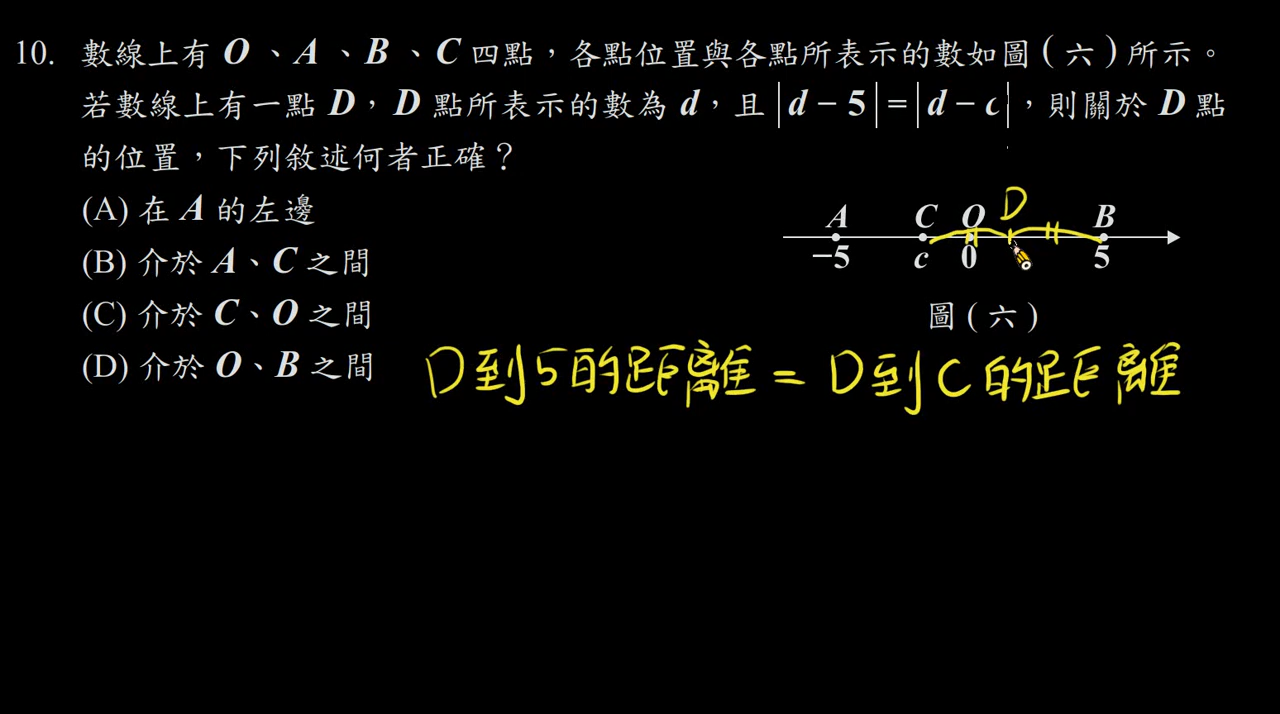 10. 數線上有 O、A、B、C 四點，各點位置與各點所表示的數如圖(六)所示。
若數線上有一點 D，D 點所表示的數為 d，且 |d − 5| = |d − c|，則關於 D 點
的位置，下列敘述何者正確？
(A) 在 A 的左邊
(B) 介於 A、C 之間
(C) 介於 C、O 之間
(D) 介於 O、B 之間
A C O D B
−5 c 0 5
圖(六)
D到5的距離 = D到C的距離